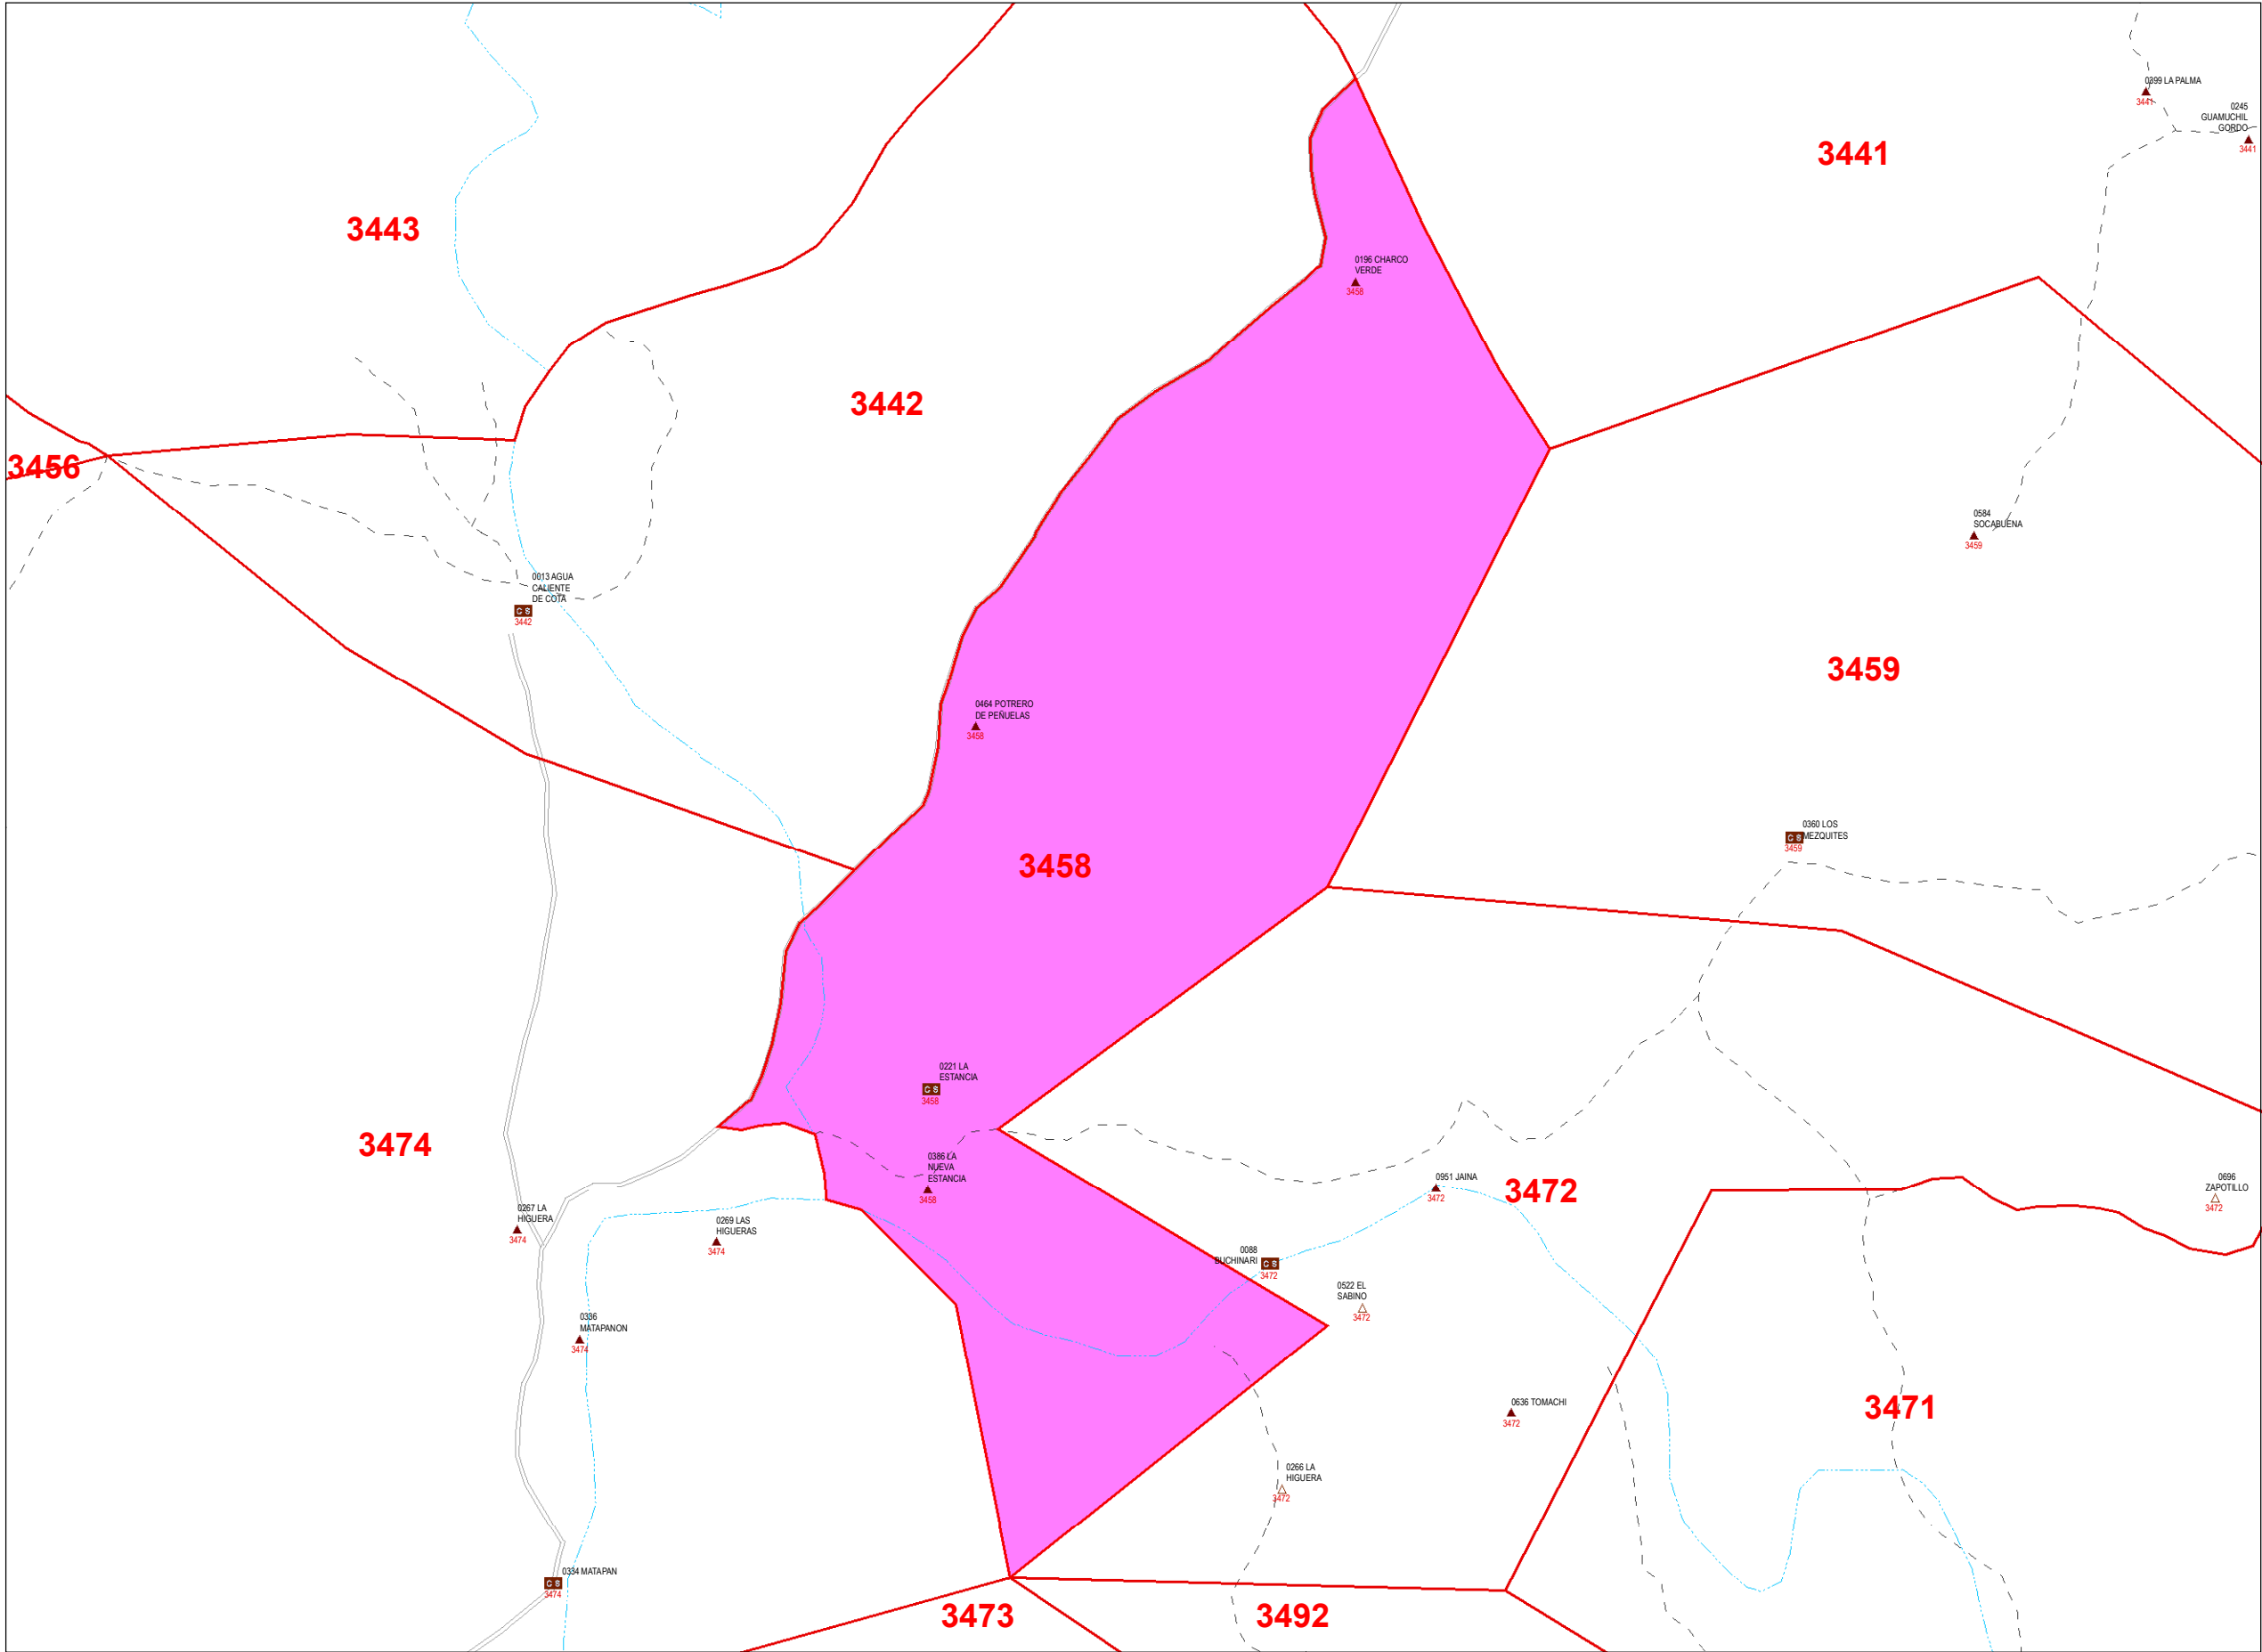 0399 LA PALMA
3441
0245
GUAMUCHIL
GORDO
3441
3441
3443
0196 CHARCO
VERDE
3458
3442
3456
0584
SOCABUENA
3459
0013 AGUA
CALIENTE
DE COTA
C S
3442
3459
0464 POTRERO
DE PEÑUELAS
3458
0360 LOS
MEZQUITES
C S
3459
3458
0221 LA
ESTANCIA
C S
3458
3474
0386 LA
NUEVA
ESTANCIA
3458
0951 JAINA
3472
3472
0696
ZAPOTILLO
3472
0267 LA
HIGUERA
3474
0269 LAS
HIGUERAS
3474
0088
BUCHINARI
C S
3472
0522 EL
SABINO
3472
0336
MATAPANON
3474
0636 TOMACHI
3472
3471
0266 LA
HIGUERA
3472
0334 MATAPAN
C S
3474
3473
3492